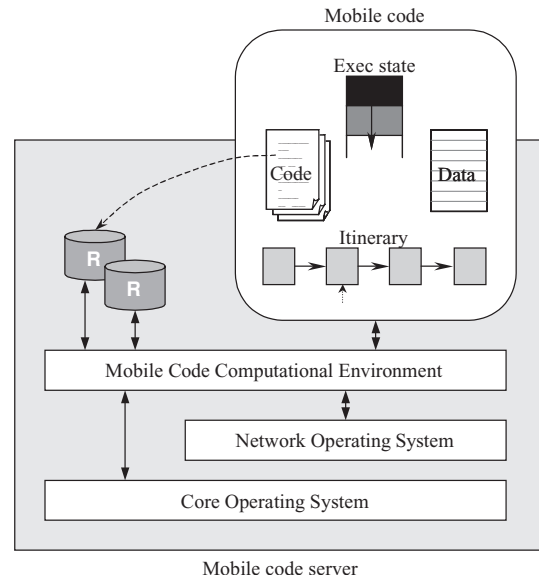 Mobile code
Exec state
Code
Data
Itinerary
R
R
Mobile Code Computational Environment
Network Operating System
Core Operating System
Mobile code server